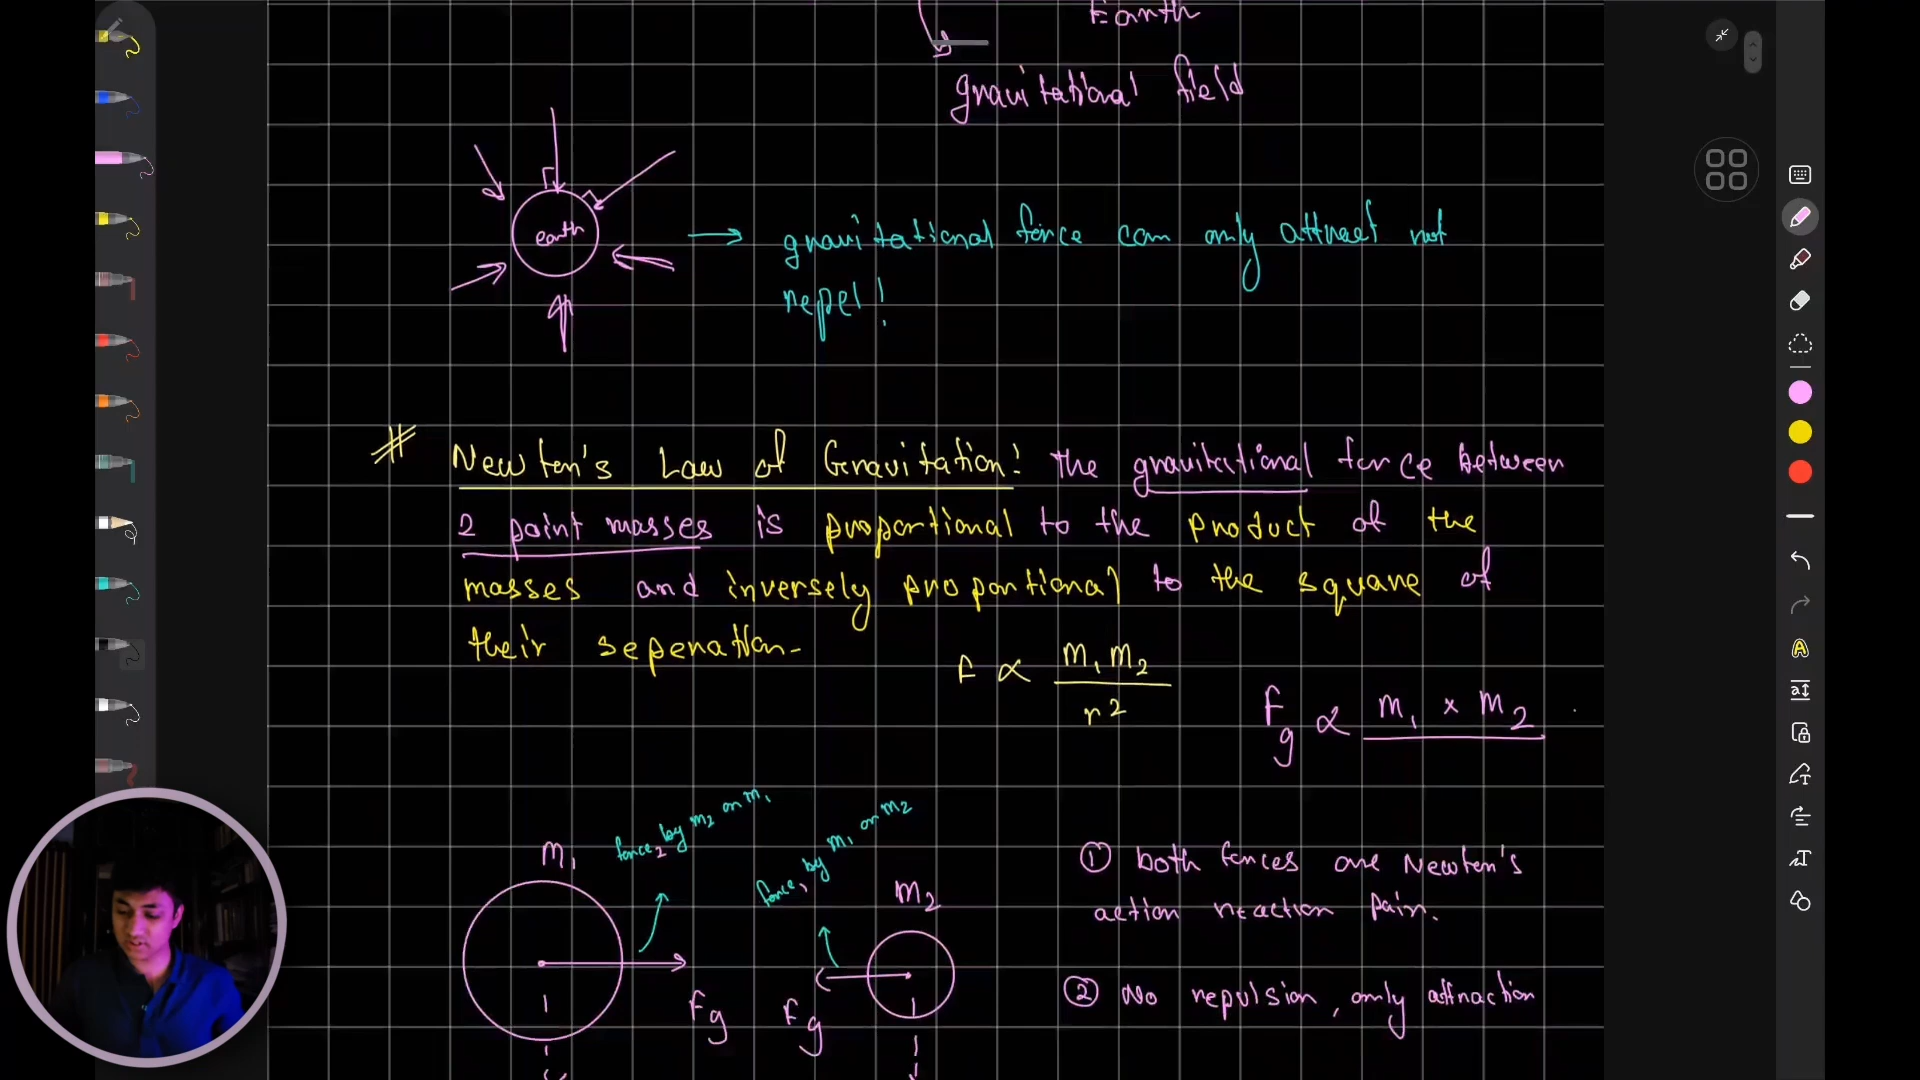 Earth
gravitational field
earth
→ gravitational force can only attract not
repel!
# Newton's Law of Gravitation: the gravitational force between
2 point masses is proportional to the product of the
masses and inversely proportional to the square of
their seperation-
F ∝ m₁m₂ / r²
Fg ∝ m₁ × m₂
force₂ by m₂ on m₁
force₁ by m₁ on m₂
m₁
m₂
① both forces are Newton's
action reaction pair.
② No repulsion, only attraction
Fg
Fg